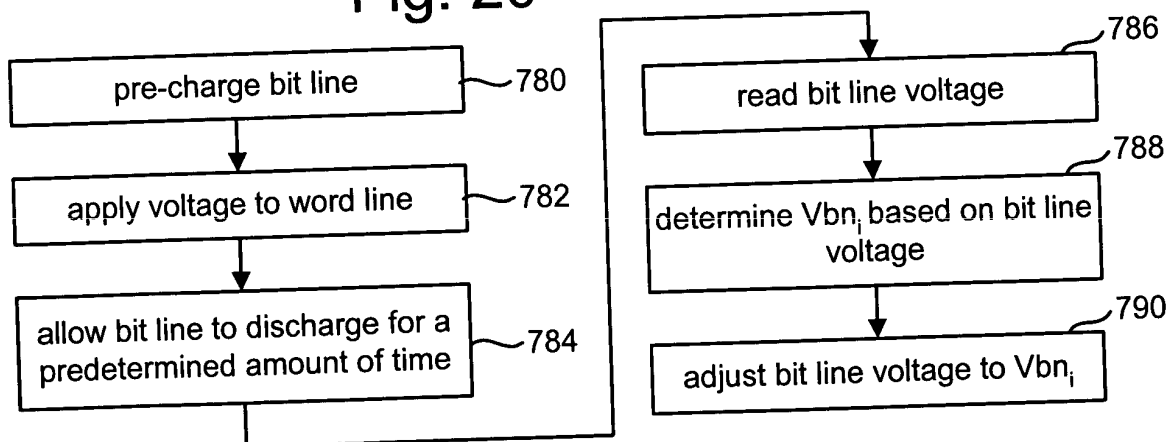 pre-charge bit line
780
apply voltage to word line
782
allow bit line to discharge for a
predetermined amount of time
784
786
read bit line voltage
788
determine Vbnᵢ based on bit line
voltage
790
adjust bit line voltage to Vbnᵢ